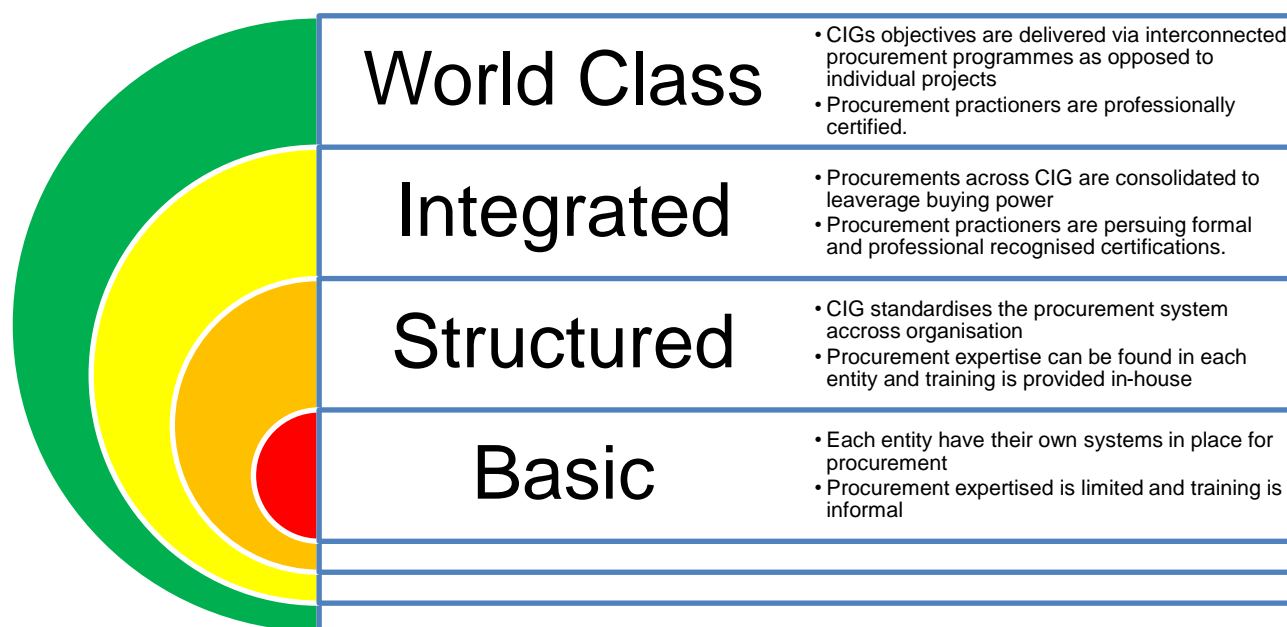 World Class
• CIGs objectives are delivered via interconnected
procurement programmes as opposed to
individual projects
• Procurement practioners are professionally
certified.
Integrated
• Procurements across CIG are consolidated to
leaverage buying power
• Procurement practioners are persuing formal
and professional recognised certifications.
Structured
• CIG standardises the procurement system
accross organisation
• Procurement expertise can be found in each
entity and training is provided in-house
Basic
• Each entity have their own systems in place for
procurement
• Procurement expertised is limited and training is
informal